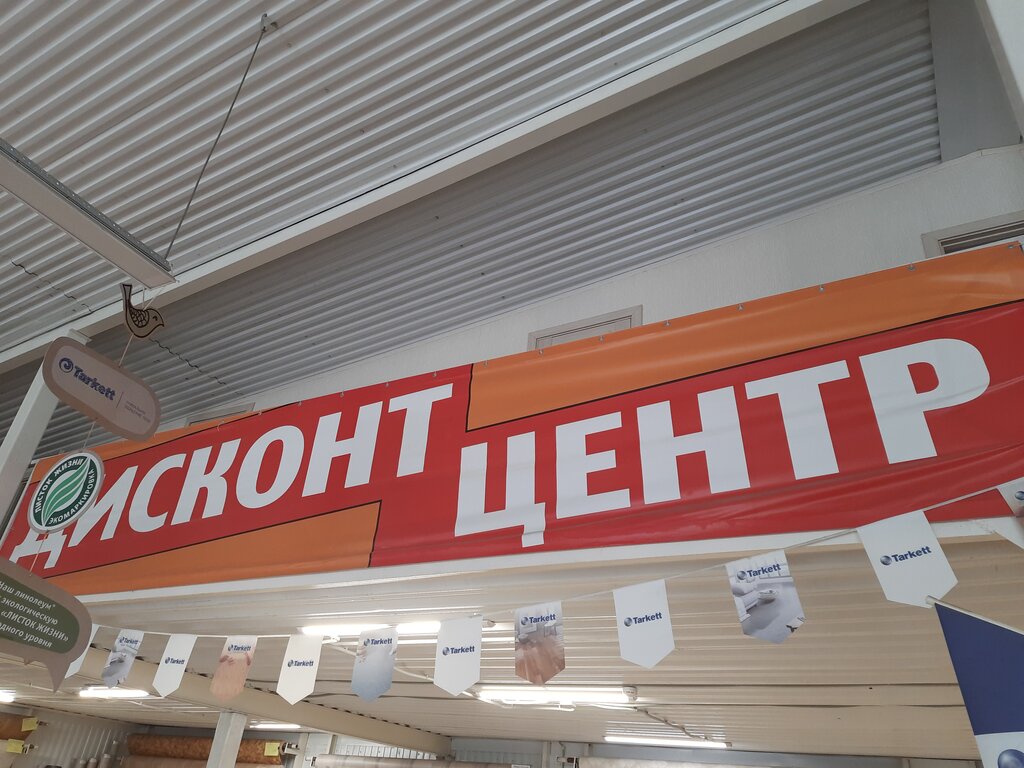 ДИСКОНТ ЦЕНТР
Tarkett
ЛИСТОК ЖИЗНИ
ЭКОМАРКИРОВКА
Наш линолеум
экологическую
«ЛИСТОК ЖИЗНИ»
уровня
Tarkett
Tarkett
Tarkett
Tarkett
Tarkett
Tarkett
Tarkett
Tarkett
Tarkett
Tarkett